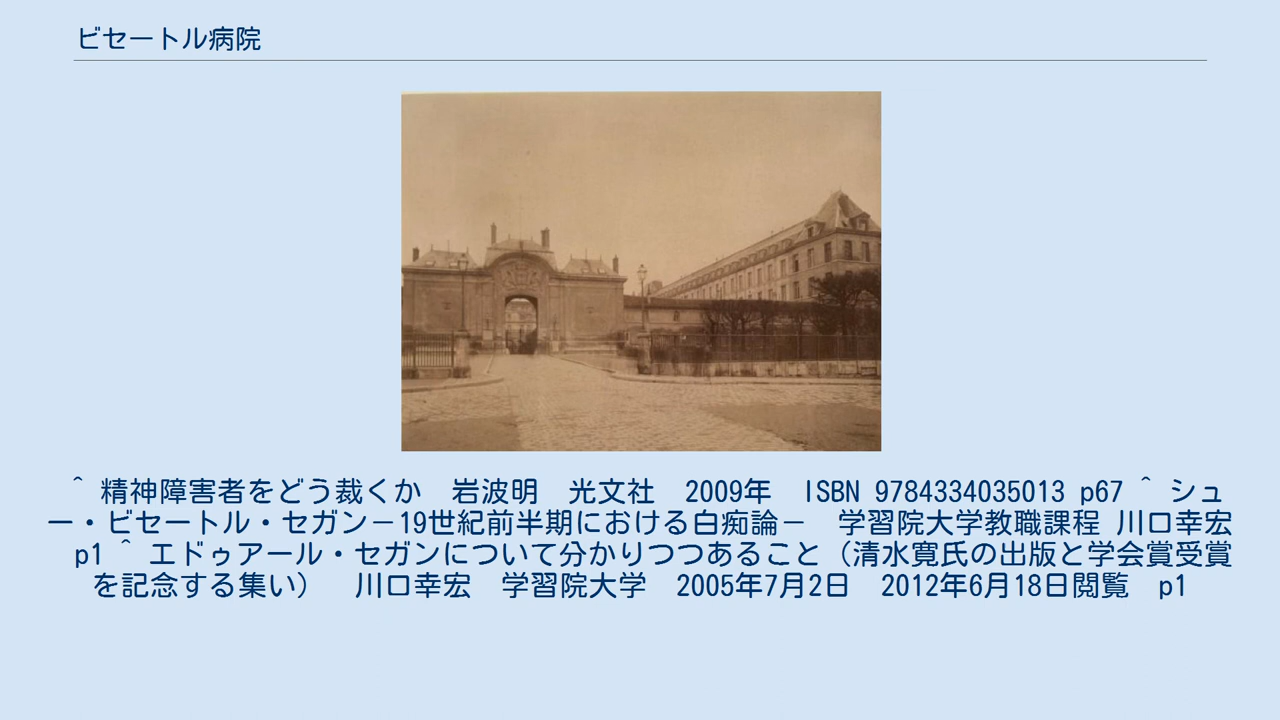 ビセートル病院
^ 精神障害者をどう裁くか　岩波明　光文社　2009年　ISBN 9784334035013 p67 ^ シュ
ー・ビセートル・セガン－19世紀前半期における白痴論－　学習院大学教職課程 川口幸宏
p1 ^ エドゥアール・セガンについて分かりつつあること（清水寛氏の出版と学会賞受賞
を記念する集い）　川口幸宏　学習院大学　2005年7月2日　2012年6月18日閲覧　p1